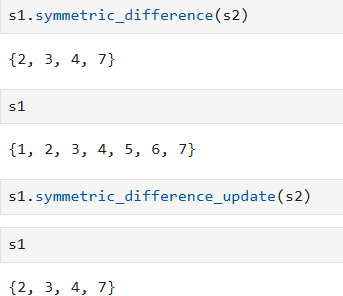 s1.symmetric_difference(s2)
{2, 3, 4, 7}
s1
{1, 2, 3, 4, 5, 6, 7}
s1.symmetric_difference_update(s2)
s1
{2, 3, 4, 7}